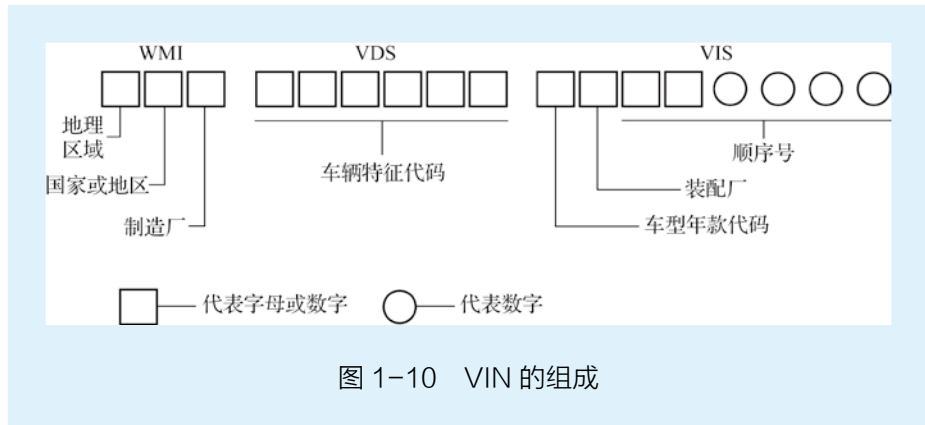 WMI VDS VIS
地理
区域
顺序号
车辆特征代码
国家或地区
装配厂
制造厂
车型年款代码
代表字母或数字 代表数字
图 1-10 VIN 的组成